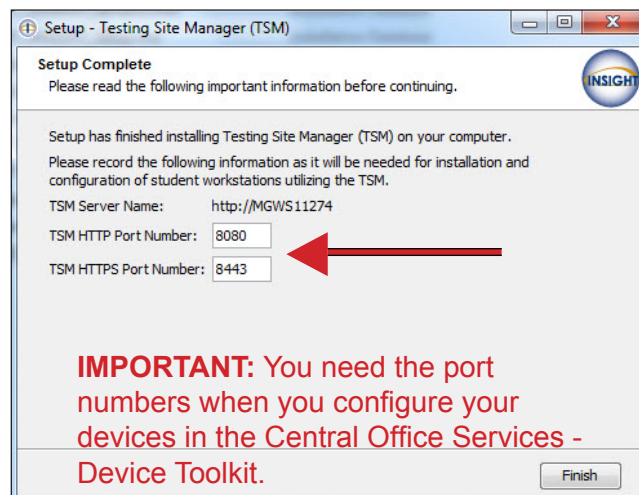 Setup - Testing Site Manager (TSM)
Setup Complete
Please read the following important information before continuing.
INSIGHT
Setup has finished installing Testing Site Manager (TSM) on your computer.
Please record the following information as it will be needed for installation and
configuration of student workstations utilizing the TSM.
TSM Server Name: http://MGWS11274
TSM HTTP Port Number: 8080
TSM HTTPS Port Number: 8443
IMPORTANT: You need the port
numbers when you configure your
devices in the Central Office Services -
Device Toolkit.
Finish